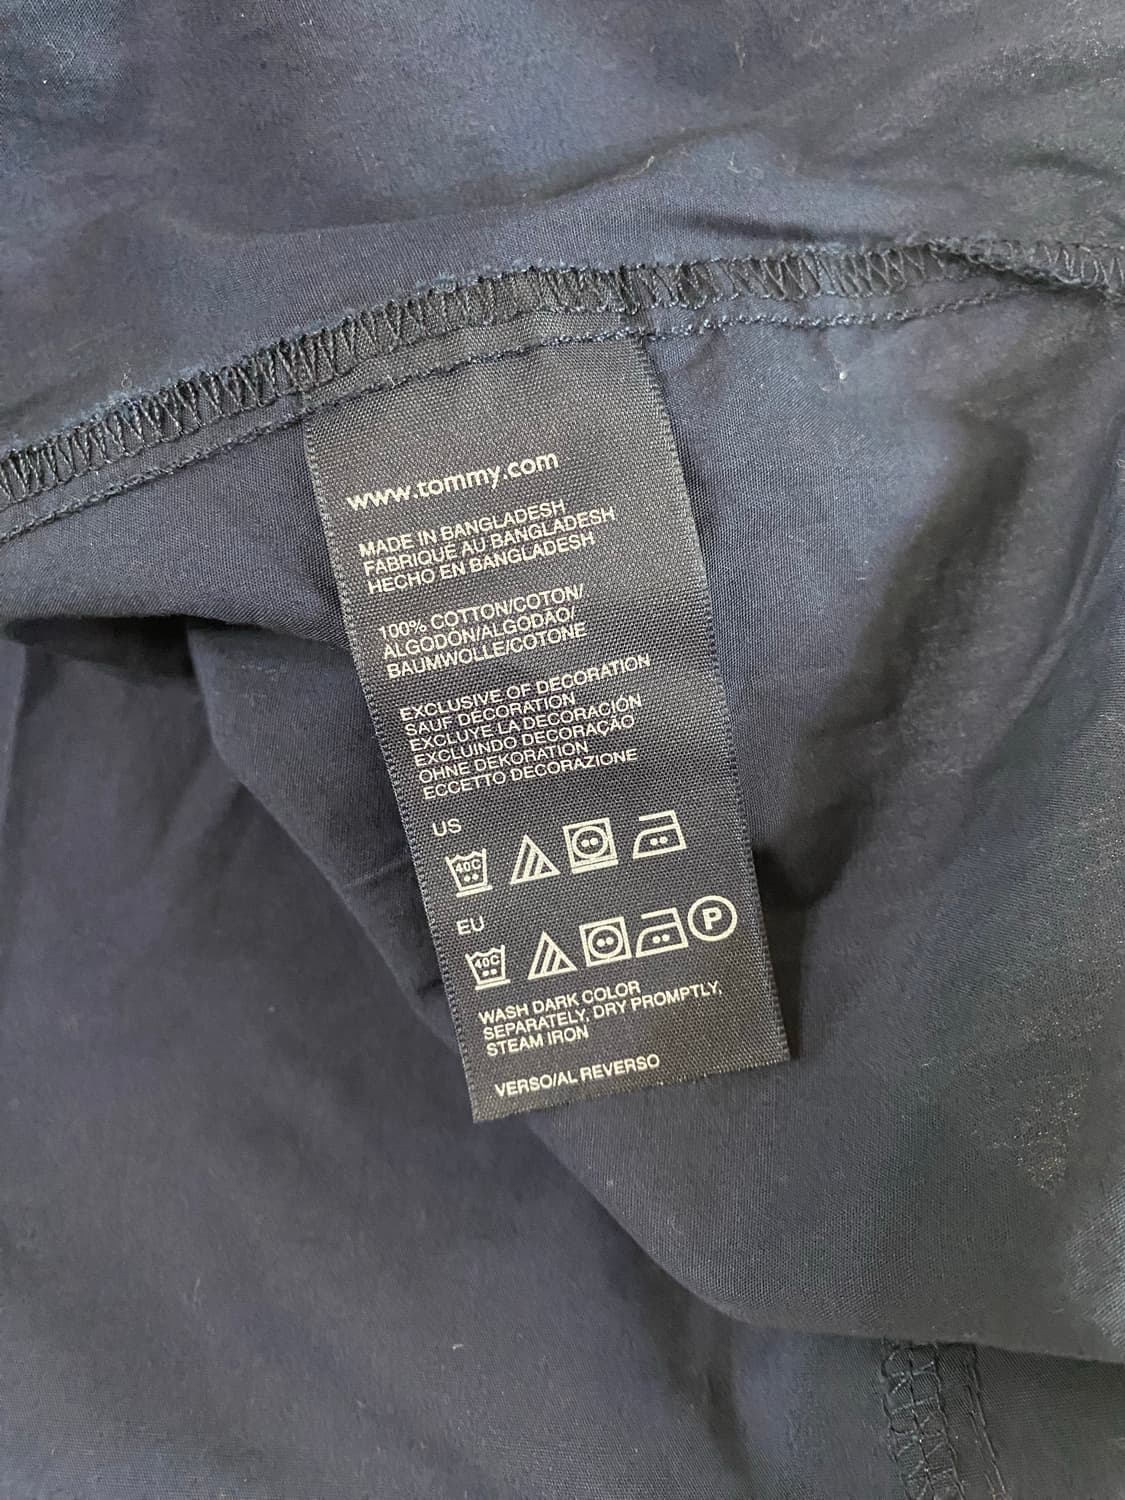 www.tommy.com
MADE IN BANGLADESH
FABRIQUE AU BANGLADESH
HECHO EN BANGLADESH
100% COTTON/COTON/
ALGODÓN/ALGODÃO/
BAUMWOLLE/COTONE
EXCLUSIVE OF DECORATION
SAUF DECORATION
EXCLUYE LA DECORACIÓN
EXCLUINDO DECORAÇÃO
OHNE DEKORATION
ECCETTO DECORAZIONE
US
40C
EU
40C P
WASH DARK COLOR
SEPARATELY, DRY PROMPTLY,
STEAM IRON
VERSO/AL REVERSO